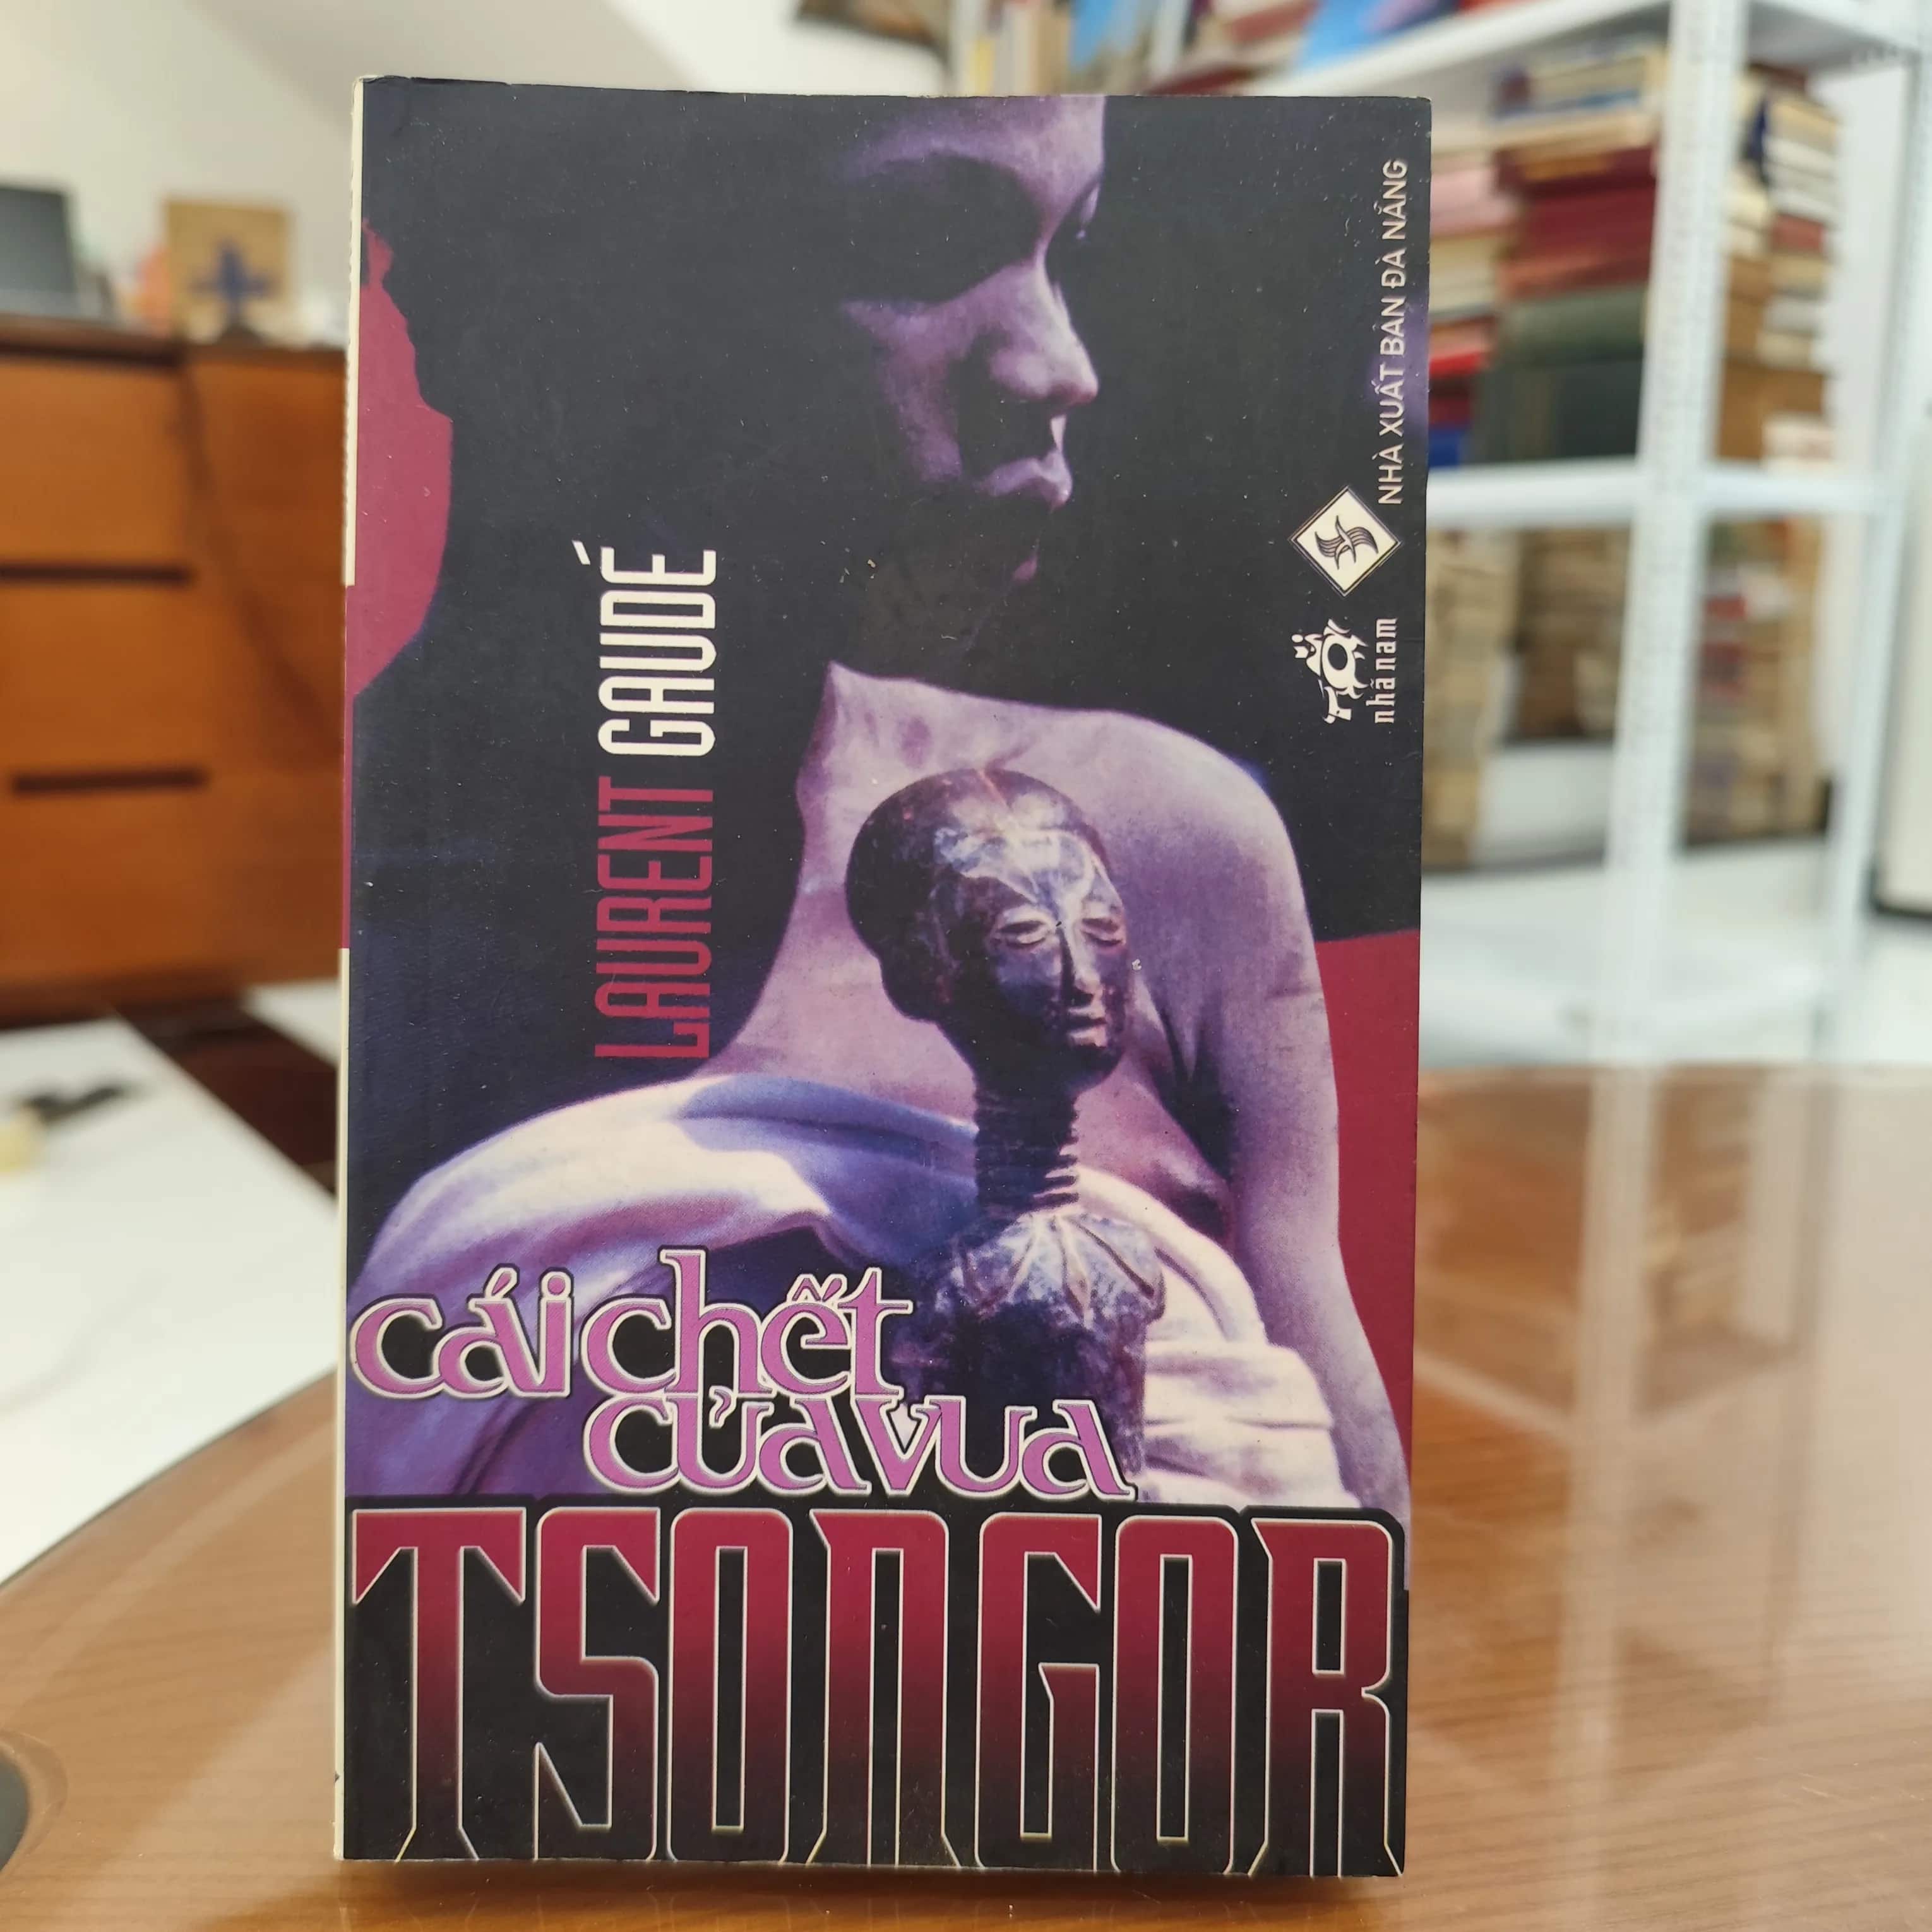 LAURENT GAUDÉ
nhã nam
NHÀ XUẤT BẢN ĐÀ NẴNG
cái chết
của vua
TSONGOR